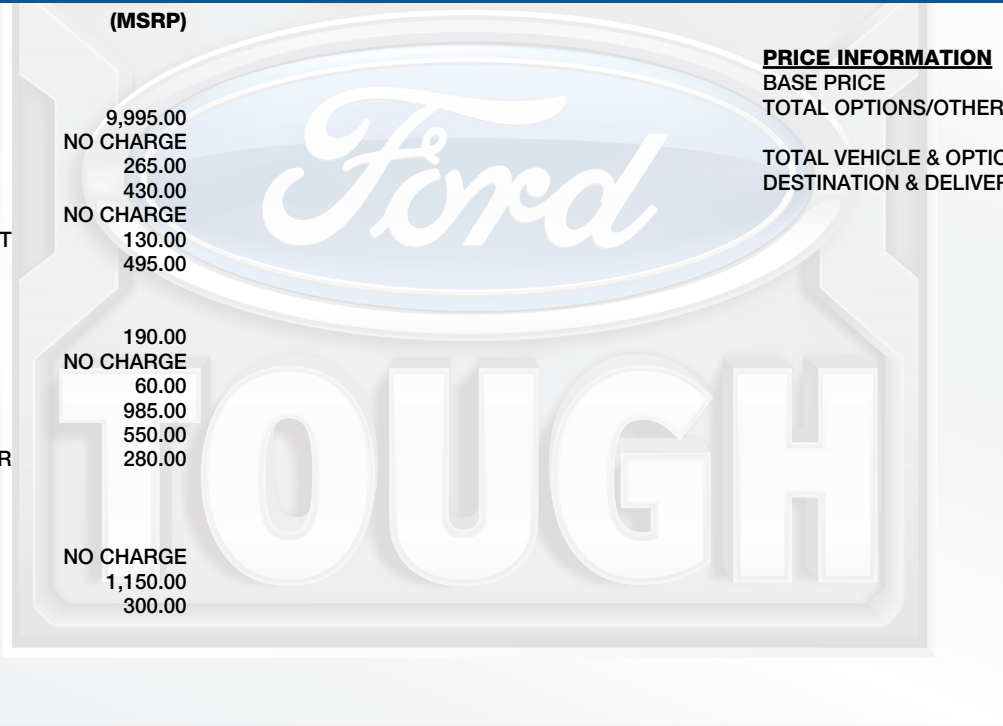 (MSRP)
9,995.00
NO CHARGE
265.00
430.00
NO CHARGE
T 130.00
495.00
190.00
NO CHARGE
60.00
985.00
550.00
R 280.00
NO CHARGE
1,150.00
300.00
PRICE INFORMATION
BASE PRICE
TOTAL OPTIONS/OTHER
TOTAL VEHICLE & OPTIO
DESTINATION & DELIVER
Ford
TOUGH